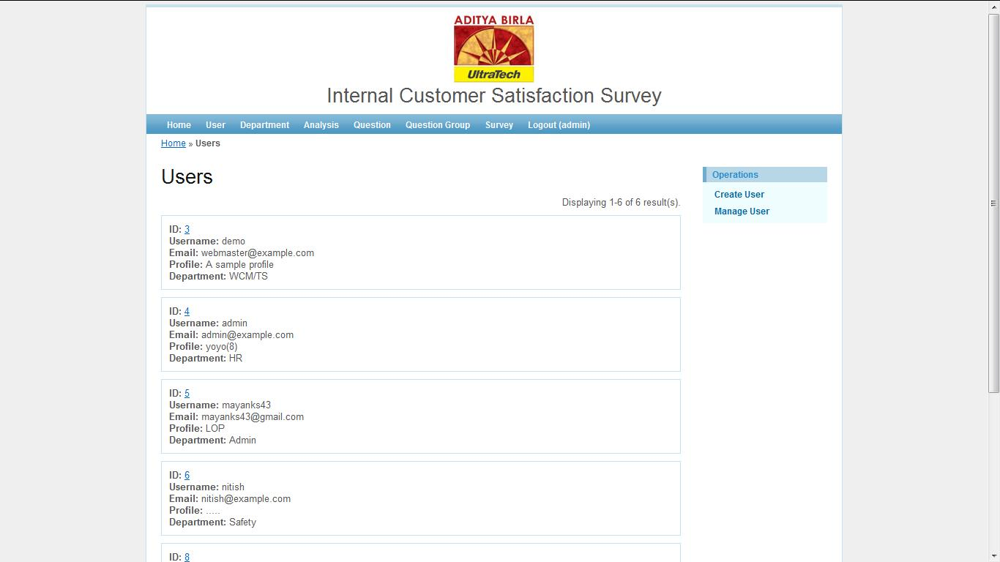 ADITYA BIRLA
UltraTech
Internal Customer Satisfaction Survey
Home User Department Analysis Question Question Group Survey Logout (admin)
Home » Users
Users
Operations
Create User
Manage User
Displaying 1-6 of 6 result(s).
ID: 3
Username: demo
Email: webmaster@example.com
Profile: A sample profile
Department: WCM/TS
ID: 4
Username: admin
Email: admin@example.com
Profile: yoyo(8)
Department: HR
ID: 5
Username: mayanks43
Email: mayanks43@gmail.com
Profile: LOP
Department: Admin
ID: 6
Username: nitish
Email: nitish@example.com
Profile: .....
Department: Safety
ID: 8